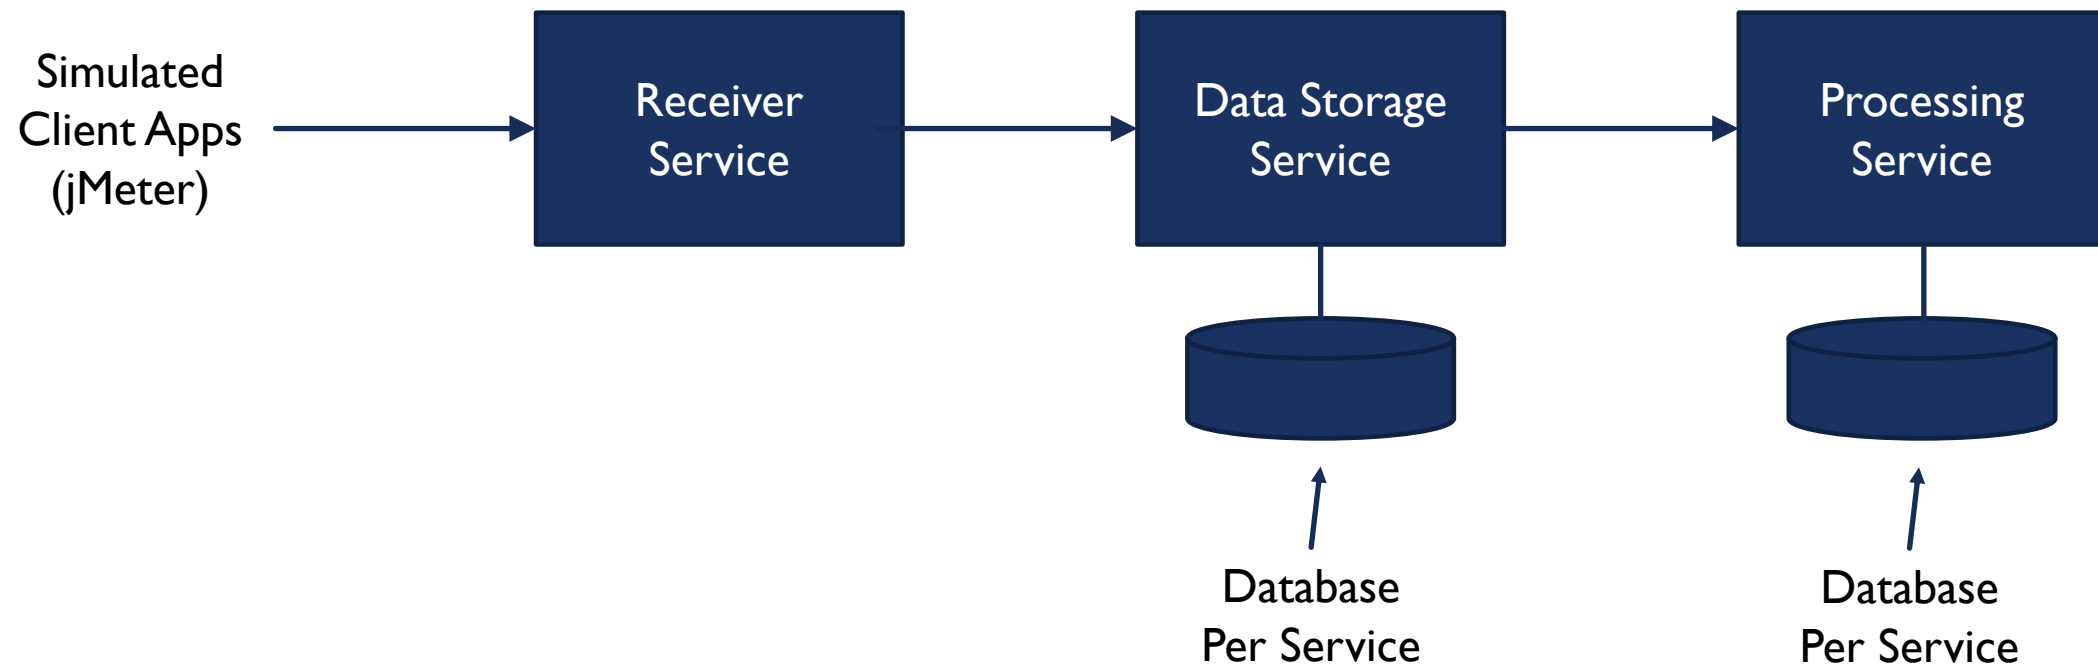 Simulated
Client Apps
(jMeter)
Receiver
Service
Data Storage
Service
Processing
Service
Database
Per Service
Database
Per Service